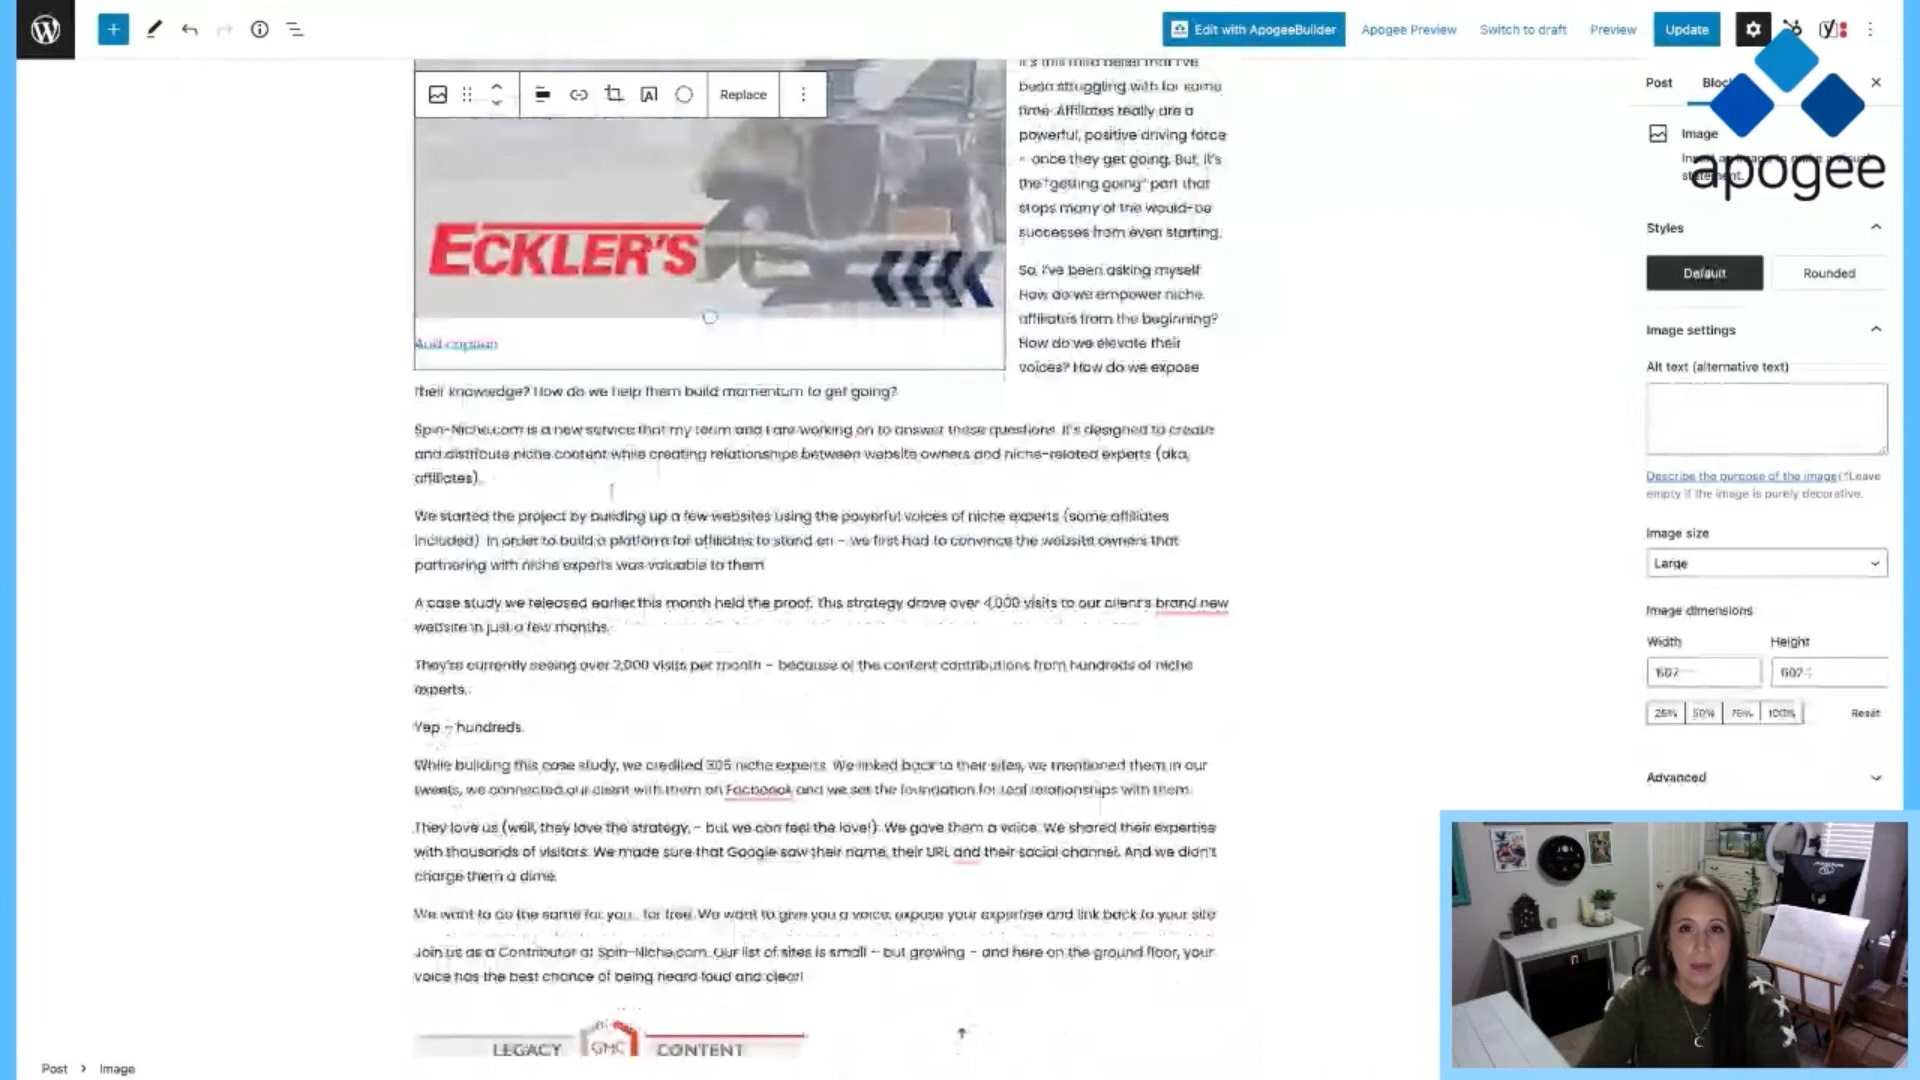 Edit with ApogeeBuilder
Apogee Preview
Switch to draft
Preview
Update
Replace
it's this mind belief that I've
been struggling with for some
time. Affiliates really are a
powerful, positive driving force
- once they get going. But, it's
the "getting going" part that
stops many of the would-be
successes from even starting.
So, I've been asking myself
How do we empower niche
affiliates from the beginning?
How do we elevate their
voices? How do we expose
ECKLER'S
Add caption
their knowledge? How do we help them build momentum to get going?
Spin-Niche.com is a new service that my team and I are working on to answer these questions. It's designed to create
and distribute niche content while creating relationships between website owners and niche-related experts (aka,
affiliates).
We started the project by building up a few websites using the powerful voices of niche experts (some affiliates
included). In order to build a platform for affiliates to stand on - we first had to convince the website owners that
partnering with niche experts was valuable to them
A case study we released earlier this month held the proof. This strategy drove over 4,000 visits to our client's brand new
website in just a few months.
They're currently seeing over 2,000 visits per month – because of the content contributions from hundreds of niche
experts.
Yep – hundreds.
While building this case study, we credited 305 niche experts. We linked back to their sites, we mentioned them in our
tweets, we connected our client with them on Facbook and we set the foundation for real relationships with them.
They love us (well, they love the strategy, – but we can feel the love!). We gave them a voice. We shared their expertise
with thousands of visitors. We made sure that Google saw their name, their URL and their social channel. And we didn't
charge them a dime.
We want to do the same for you... for free. We want to give you a voice, expose your expertise and link back to your site
Join us as a Contributor at Spin-Niche.com. Our list of sites is small – but growing – and here on the ground floor, your
voice has the best chance of being heard loud and clear!
LEGACY GMC CONTENT
Post
Image
Post
Block
Image
Insert an image to make a visual
statement.
apogee
Styles
Default
Rounded
Image settings
Alt text (alternative text)
Describe the purpose of the image
Leave
empty if the image is purely decorative.
Image size
Large
Image dimensions
Width
Height
25%
50%
75%
100%
Reset
Advanced